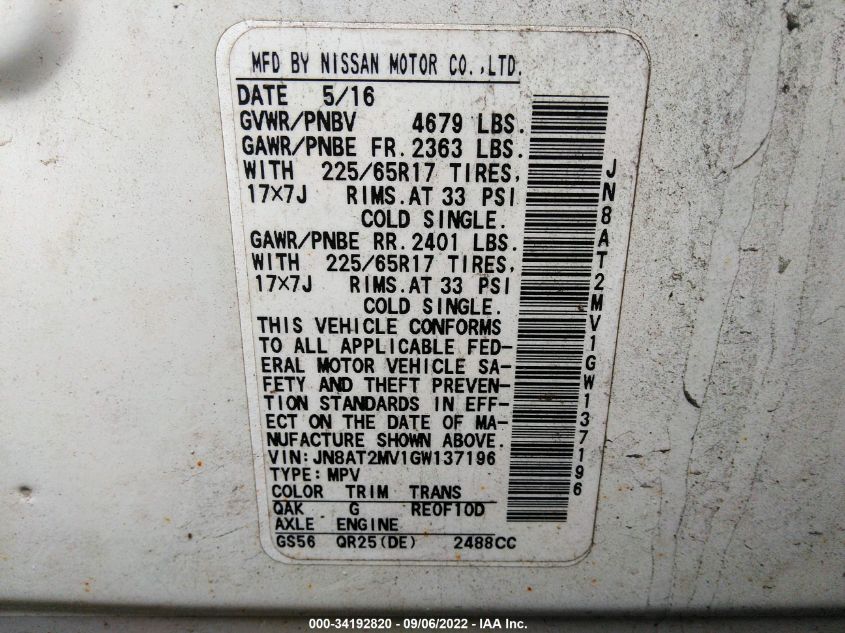 MFD BY NISSAN MOTOR CO.,LTD.
DATE 5/16
GVWR/PNBV 4679 LBS.
GAWR/PNBE FR. 2363 LBS.
WITH 225/65R17 TIRES,
17×7J RIMS.AT 33 PSI
COLD SINGLE.
GAWR/PNBE RR. 2401 LBS.
WITH 225/65R17 TIRES,
17×7J RIMS.AT 33 PSI
COLD SINGLE.
THIS VEHICLE CONFORMS
TO ALL APPLICABLE FED-
ERAL MOTOR VEHICLE SA-
FETY AND THEFT PREVEN-
TION STANDARDS IN EFF-
ECT ON THE DATE OF MA-
NUFACTURE SHOWN ABOVE.
VIN:JN8AT2MV1GW137196
TYPE:MPV
COLOR TRIM TRANS
QAK G RE0F10D
AXLE ENGINE
GS56 QR25(DE) 2488CC
JN8AT2MV1GW137196
000-34192820 - 09/06/2022 - IAA Inc.